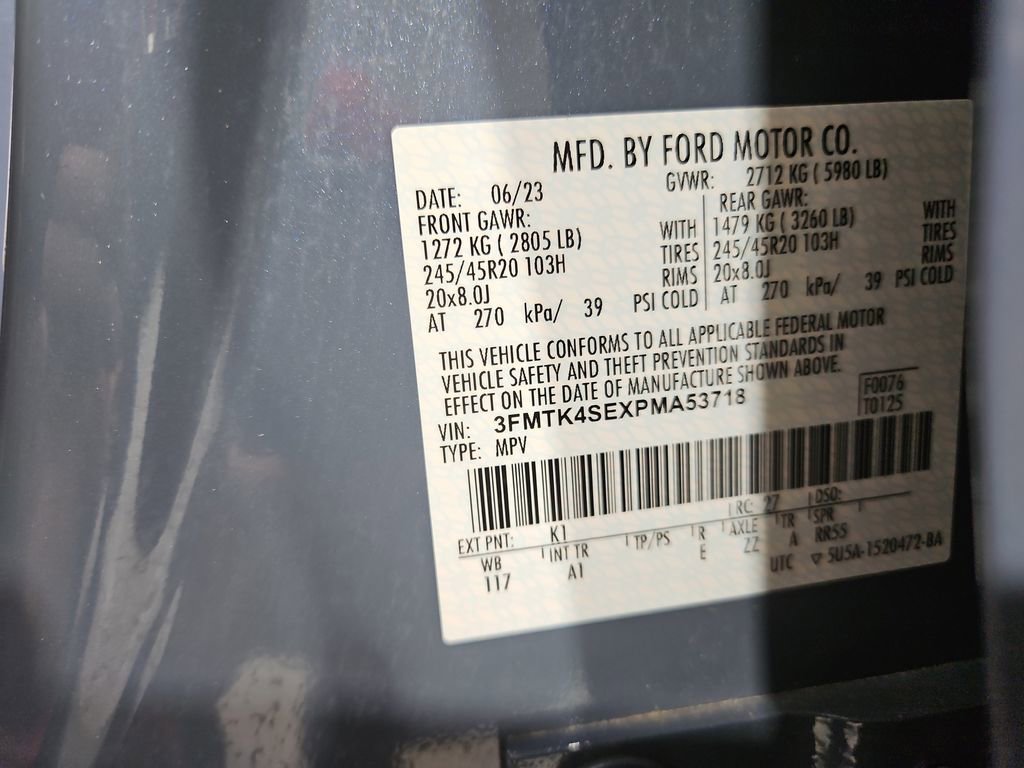 MFD. BY FORD MOTOR CO.
DATE: 06/23 GVWR: 2712 KG ( 5980 LB)
FRONT GAWR: REAR GAWR:
1272 KG ( 2805 LB) WITH 1479 KG ( 3260 LB) WITH
245/45R20 103H TIRES 245/45R20 103H TIRES
20x8.0J RIMS 20x8.0J RIMS
AT 270 kPa/ 39 PSI COLD AT 270 kPa/ 39 PSI COLD
THIS VEHICLE CONFORMS TO ALL APPLICABLE FEDERAL MOTOR
VEHICLE SAFETY AND THEFT PREVENTION STANDARDS IN
EFFECT ON THE DATE OF MANUFACTURE SHOWN ABOVE.
VIN: 3FMTK4SEXPMA53718 F0076
TYPE: MPV T0125
EXT PNT: K1 RC: 27 DSO:
WB INT TR TP/PS R AXLE TR SPR
117 A1 E ZZ A RR55
UTC ▽ 5U5A-1520472-BA